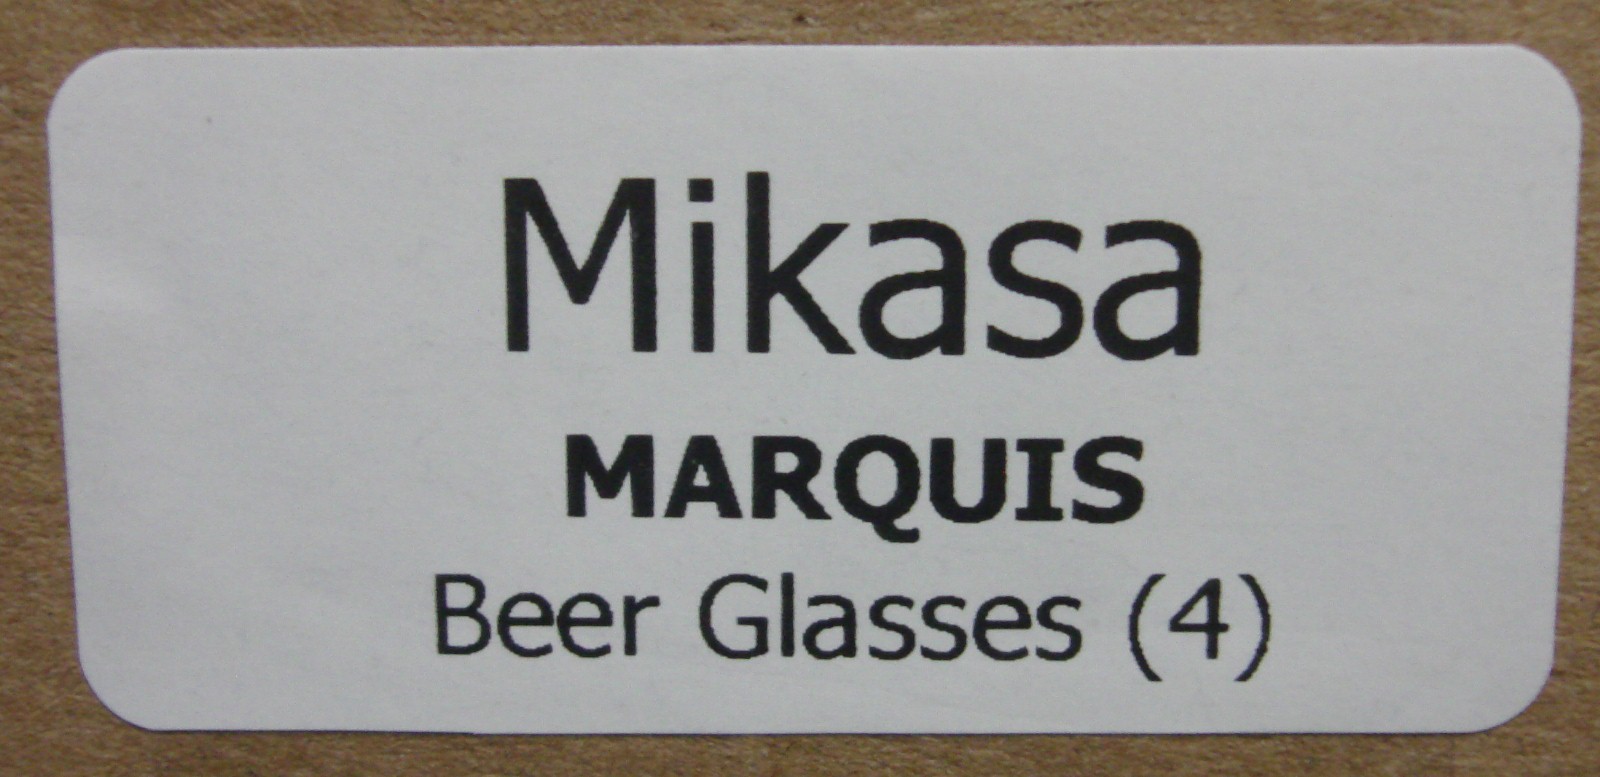 Mikasa
MARQUIS
Beer Glasses (4)